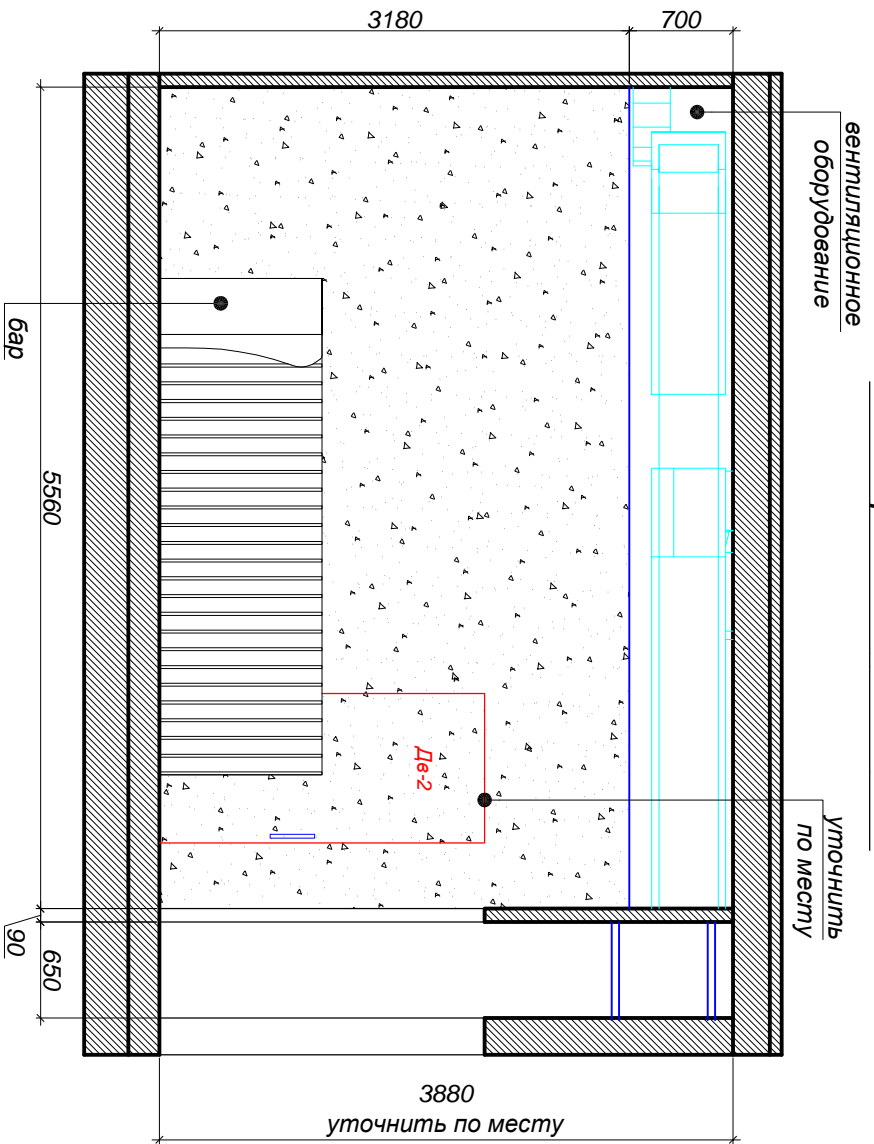 3180
700
вентиляционное
оборудование
бар
5560
Дв-2
уточнить
по месту
90
650
3880
уточнить по месту